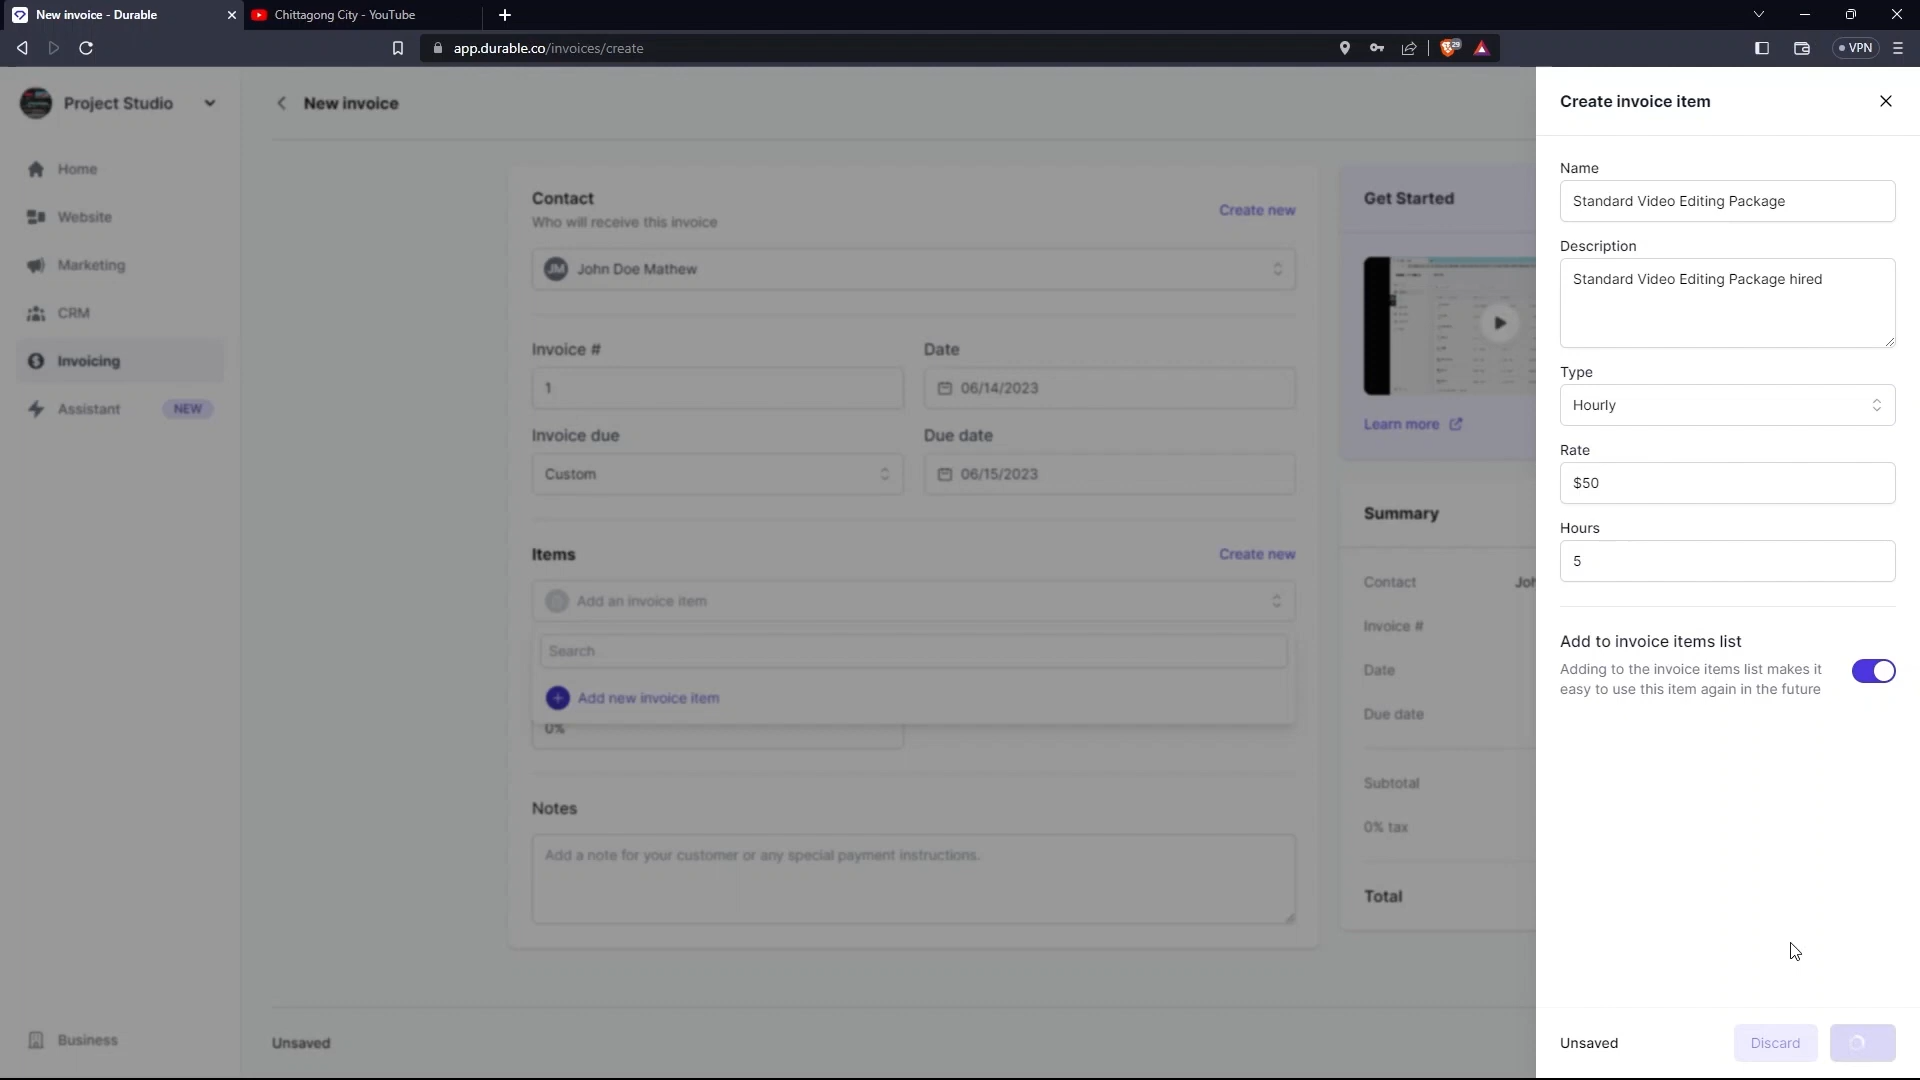 New invoice - Durable
Chittagong City - YouTube
app.durable.co/invoices/create
29
VPN
Project Studio
Home
Website
Marketing
CRM
Invoicing
Assistant NEW
Business
New invoice
Contact
Who will receive this invoice
Create new
JM John Doe Mathew
Invoice #
Date
1
06/14/2023
Invoice due
Due date
Custom
06/15/2023
Items
Create new
Add an invoice item
Search
Add new invoice item
0%
Notes
Add a note for your customer or any special payment instructions.
Unsaved
Get Started
Learn more
Summary
Contact
Invoice #
Date
Due date
Subtotal
0% tax
Total
Create invoice item
Name
Standard Video Editing Package
Description
Standard Video Editing Package hired
Type
Hourly
Rate
$50
Hours
5
Add to invoice items list
Adding to the invoice items list makes it
easy to use this item again in the future
Unsaved
Discard